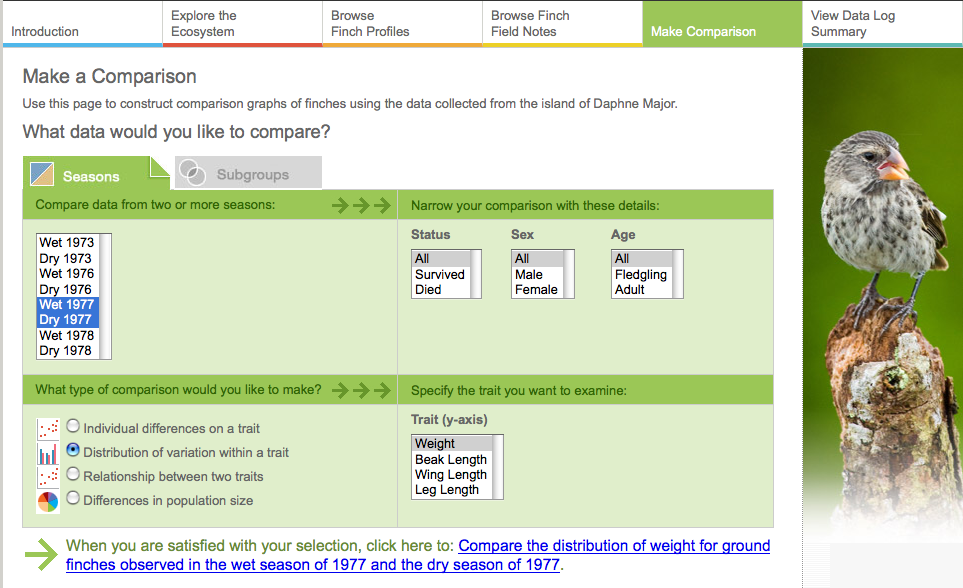 Introduction
Explore the
Ecosystem
Browse
Finch Profiles
Browse Finch
Field Notes
Make Comparison
View Data Log
Summary
Make a Comparison
Use this page to construct comparison graphs of finches using the data collected from the island of Daphne Major.
What data would you like to compare?
Seasons
Subgroups
Compare data from two or more seasons:
Wet 1973
Dry 1973
Wet 1976
Dry 1976
Wet 1977
Dry 1977
Wet 1978
Dry 1978
Narrow your comparison with these details:
Status
All
Survived
Died
Sex
All
Male
Female
Age
All
Fledgling
Adult
What type of comparison would you like to make?
Individual differences on a trait
Distribution of variation within a trait
Relationship between two traits
Differences in population size
Specify the trait you want to examine:
Trait (y-axis)
Weight
Beak Length
Wing Length
Leg Length
When you are satisfied with your selection, click here to: Compare the distribution of weight for ground
finches observed in the wet season of 1977 and the dry season of 1977.